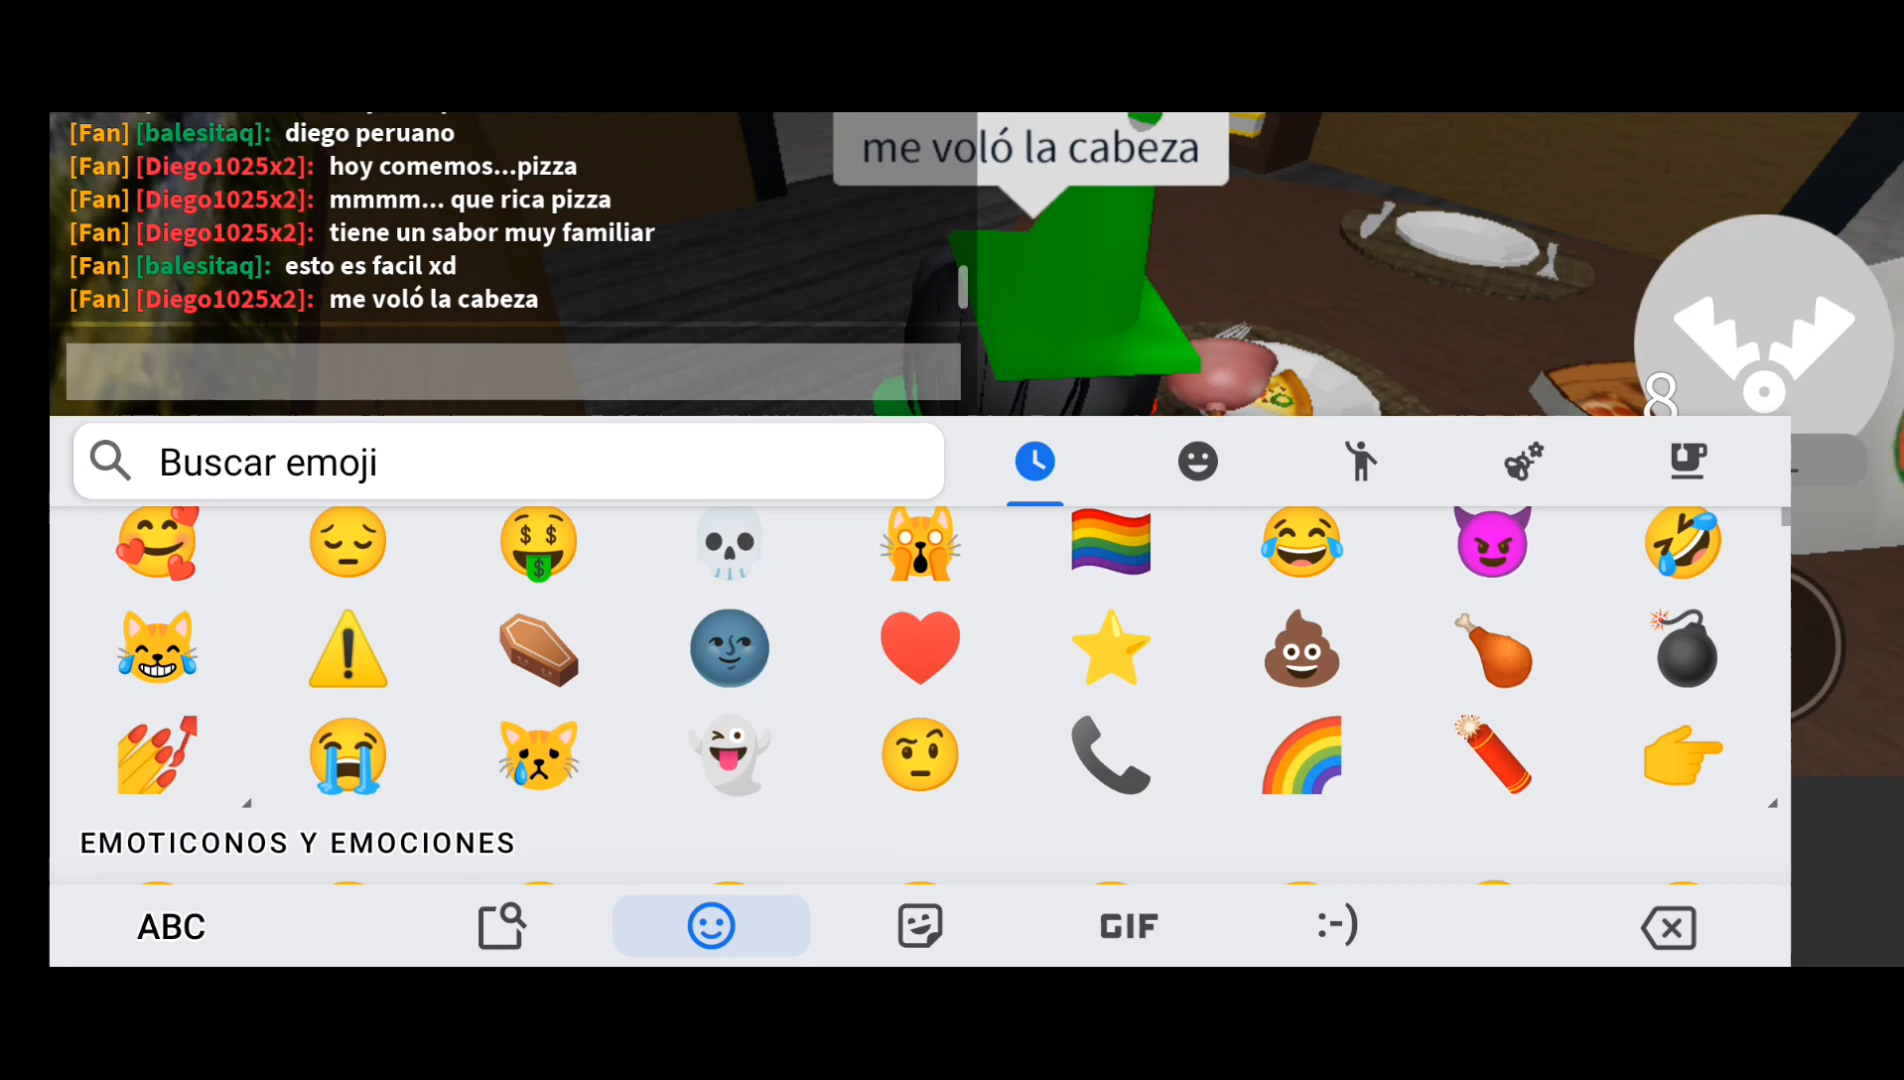 [Fan] [balesitaq]: diego peruano
[Fan] [Diego1025x2]: hoy comemos...pizza
[Fan] [Diego1025x2]: mmmm... que rica pizza
[Fan] [Diego1025x2]: tiene un sabor muy familiar
[Fan] [balesitaq]: esto es facil xd
[Fan] [Diego1025x2]: me voló la cabeza
me voló la cabeza
8
Buscar emoji
EMOTICONOS Y EMOCIONES
ABC
GIF
:-)